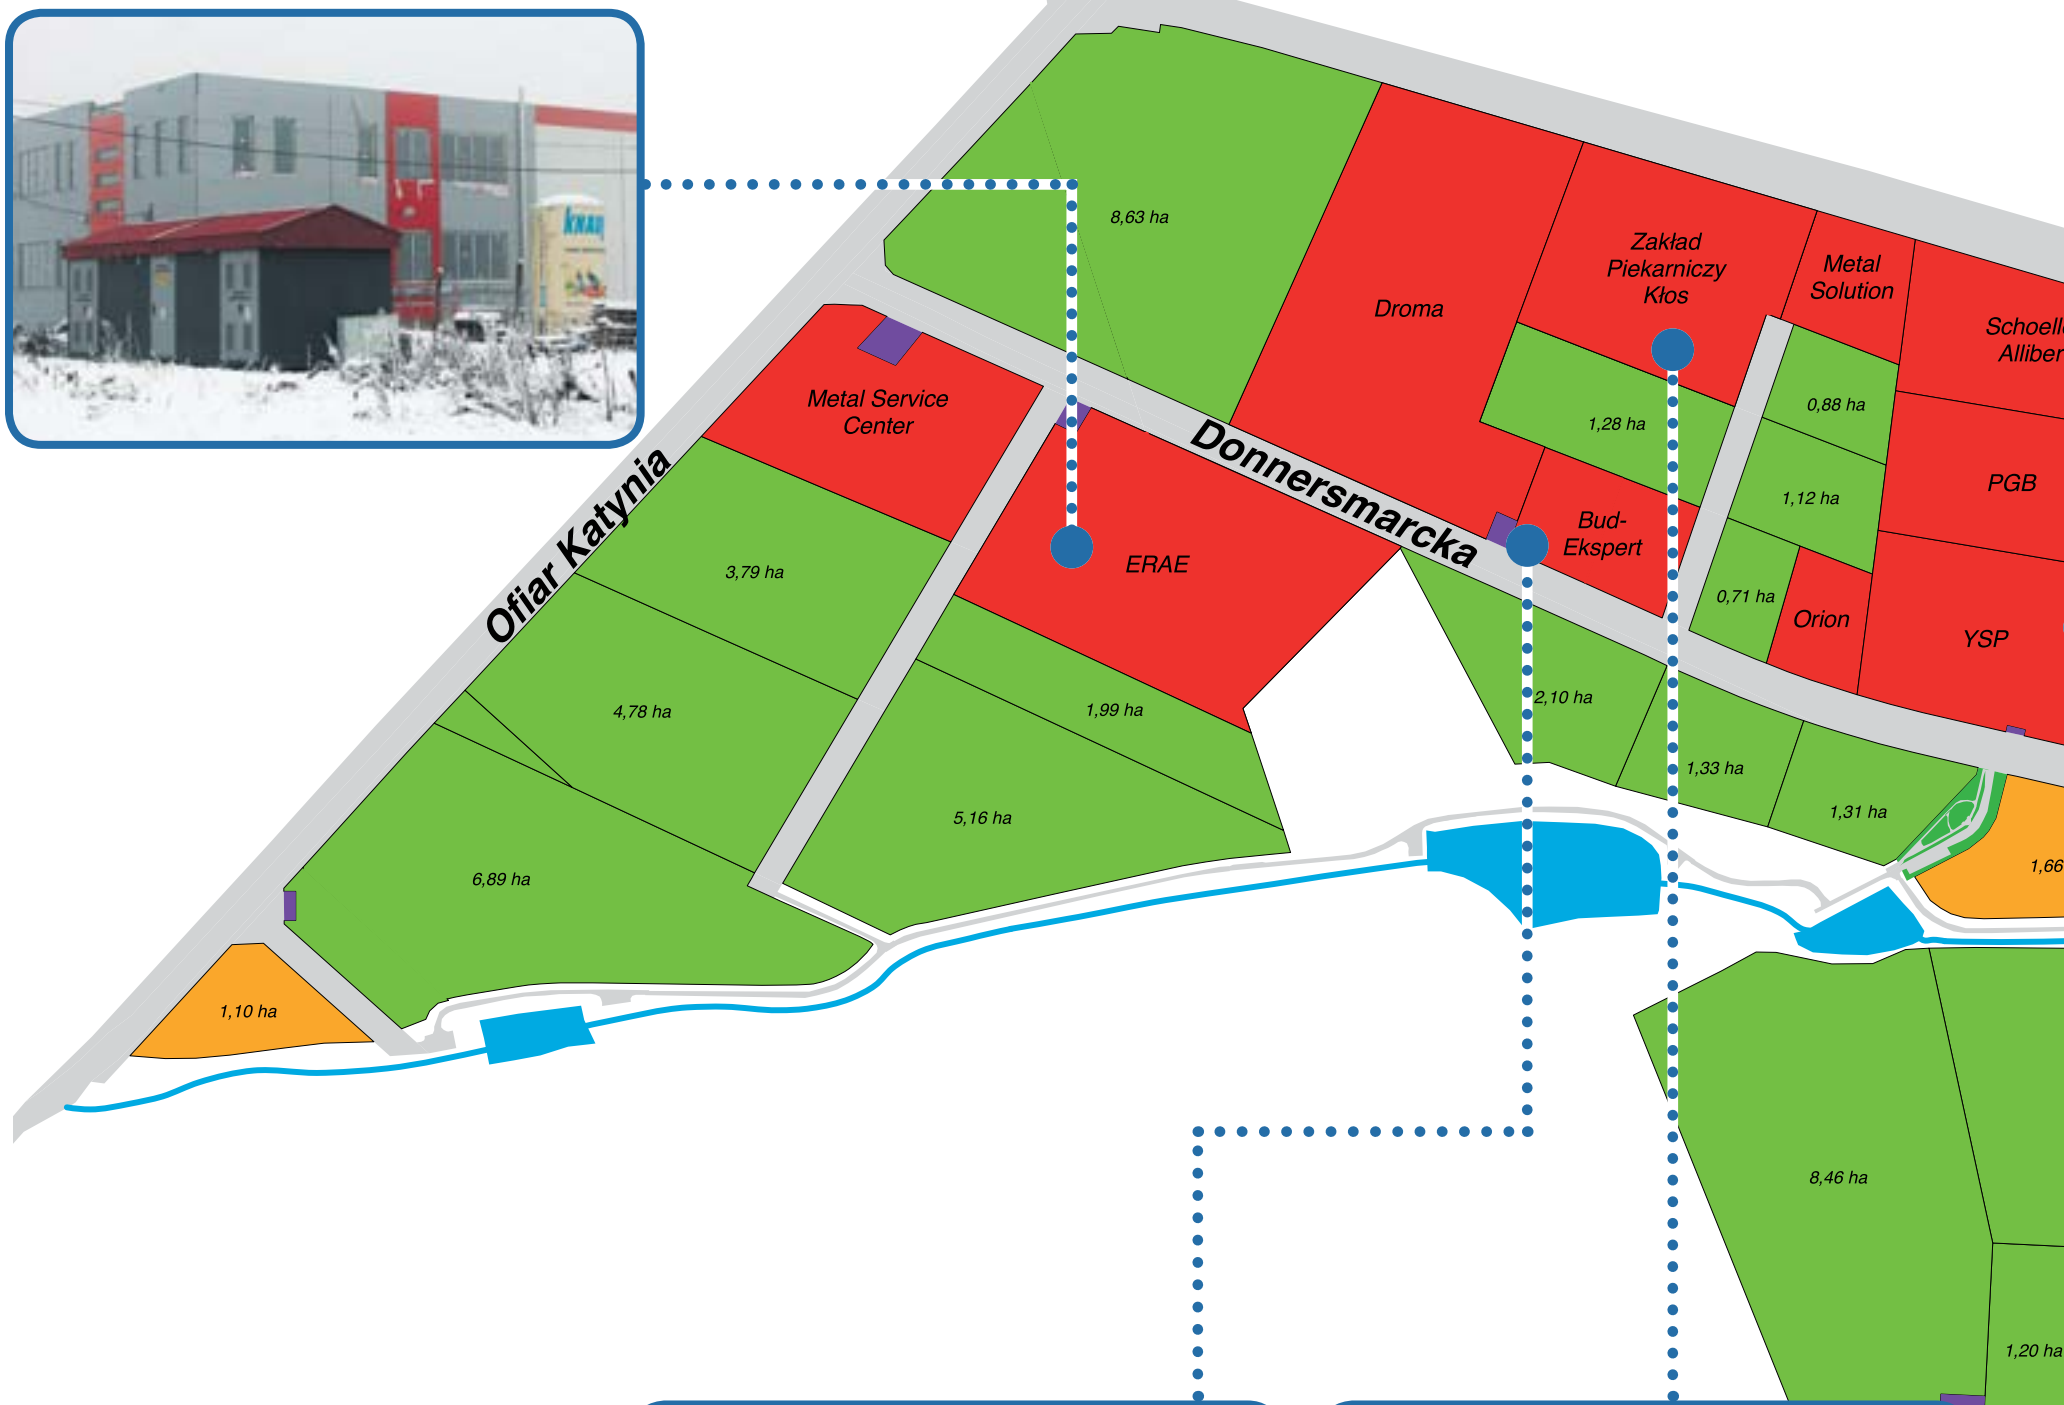 8,63 ha
Droma
Zakład
Piekarniczy
Kłos
Metal
Solution
Metal Service
Center
0,88 ha
1,28 ha
1,12 ha
PGB
Donnersmarcka
Ofiar Katynia
Bud-
Ekspert
ERAE
3,79 ha
0,71 ha
Orion
YSP
4,78 ha
1,99 ha
2,10 ha
1,33 ha
5,16 ha
1,31 ha
1,66
6,89 ha
1,10 ha
8,46 ha
1,20 ha